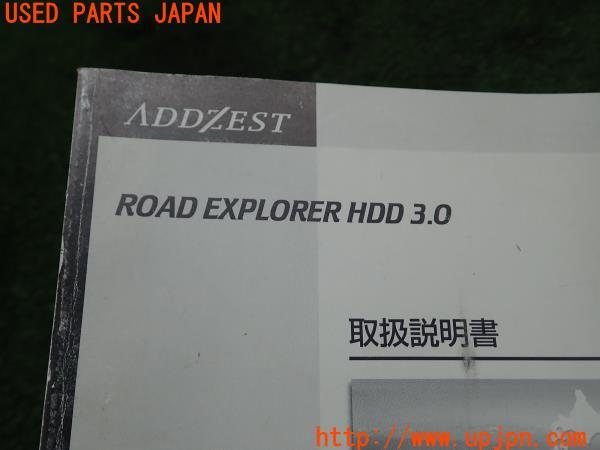 USED PARTS JAPAN
ADDZEST
ROAD EXPLORER HDD 3.0
取扱説明書
http://www.upjpn.com/